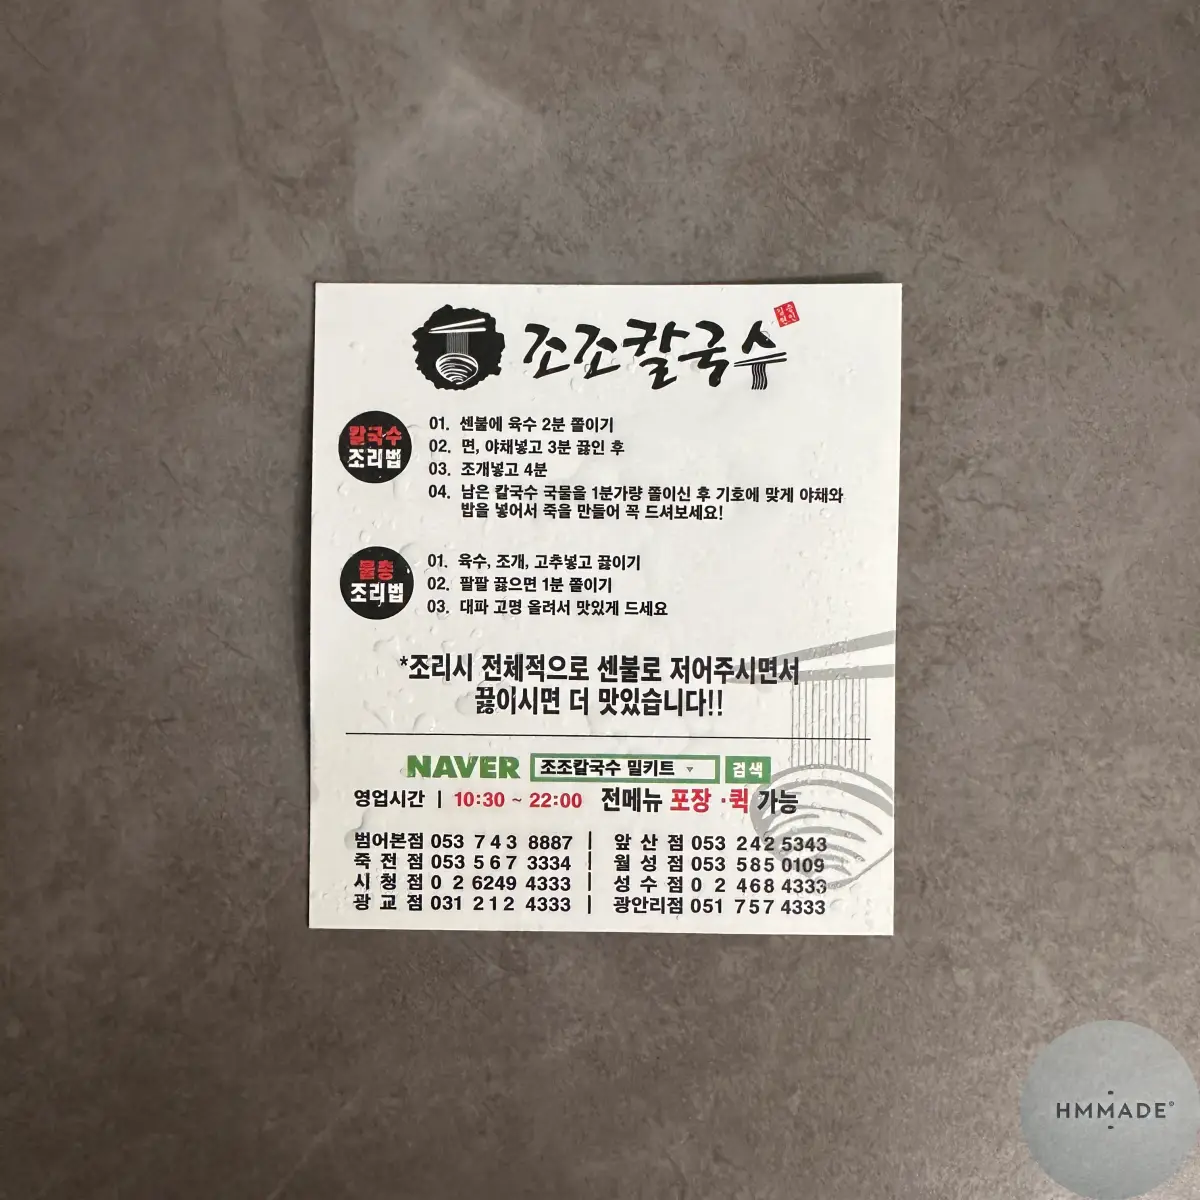 조조칼국수
칼국수
조리법
01. 센불에 육수 2분 쫄이기
02. 면, 야채넣고 3분 끓인 후
03. 조개넣고 4분
04. 남은 칼국수 국물을 1분가량 쫄이신 후 기호에 맞게 야채와
밥을 넣어서 죽을 만들어 꼭 드셔보세요!
물총
조리법
01. 육수, 조개, 고추넣고 끓이기
02. 팔팔 끓으면 1분 쫄이기
03. 대파 고명 올려서 맛있게 드세요
*조리시 전체적으로 센불로 저어주시면서
끓이시면 더 맛있습니다!!
NAVER 조조칼국수 밀키트 검색
영업시간 | 10:30 ~ 22:00 전메뉴 포장·퀵 가능
범어본점 053 743 8887 | 앞산점 053 242 5343
죽전점 053 567 3334 | 월성점 053 585 0109
시청점 02 6249 4333 | 성수점 02 468 4333
광교점 031 212 4333 | 광안리점 051 757 4333
HMMADE®